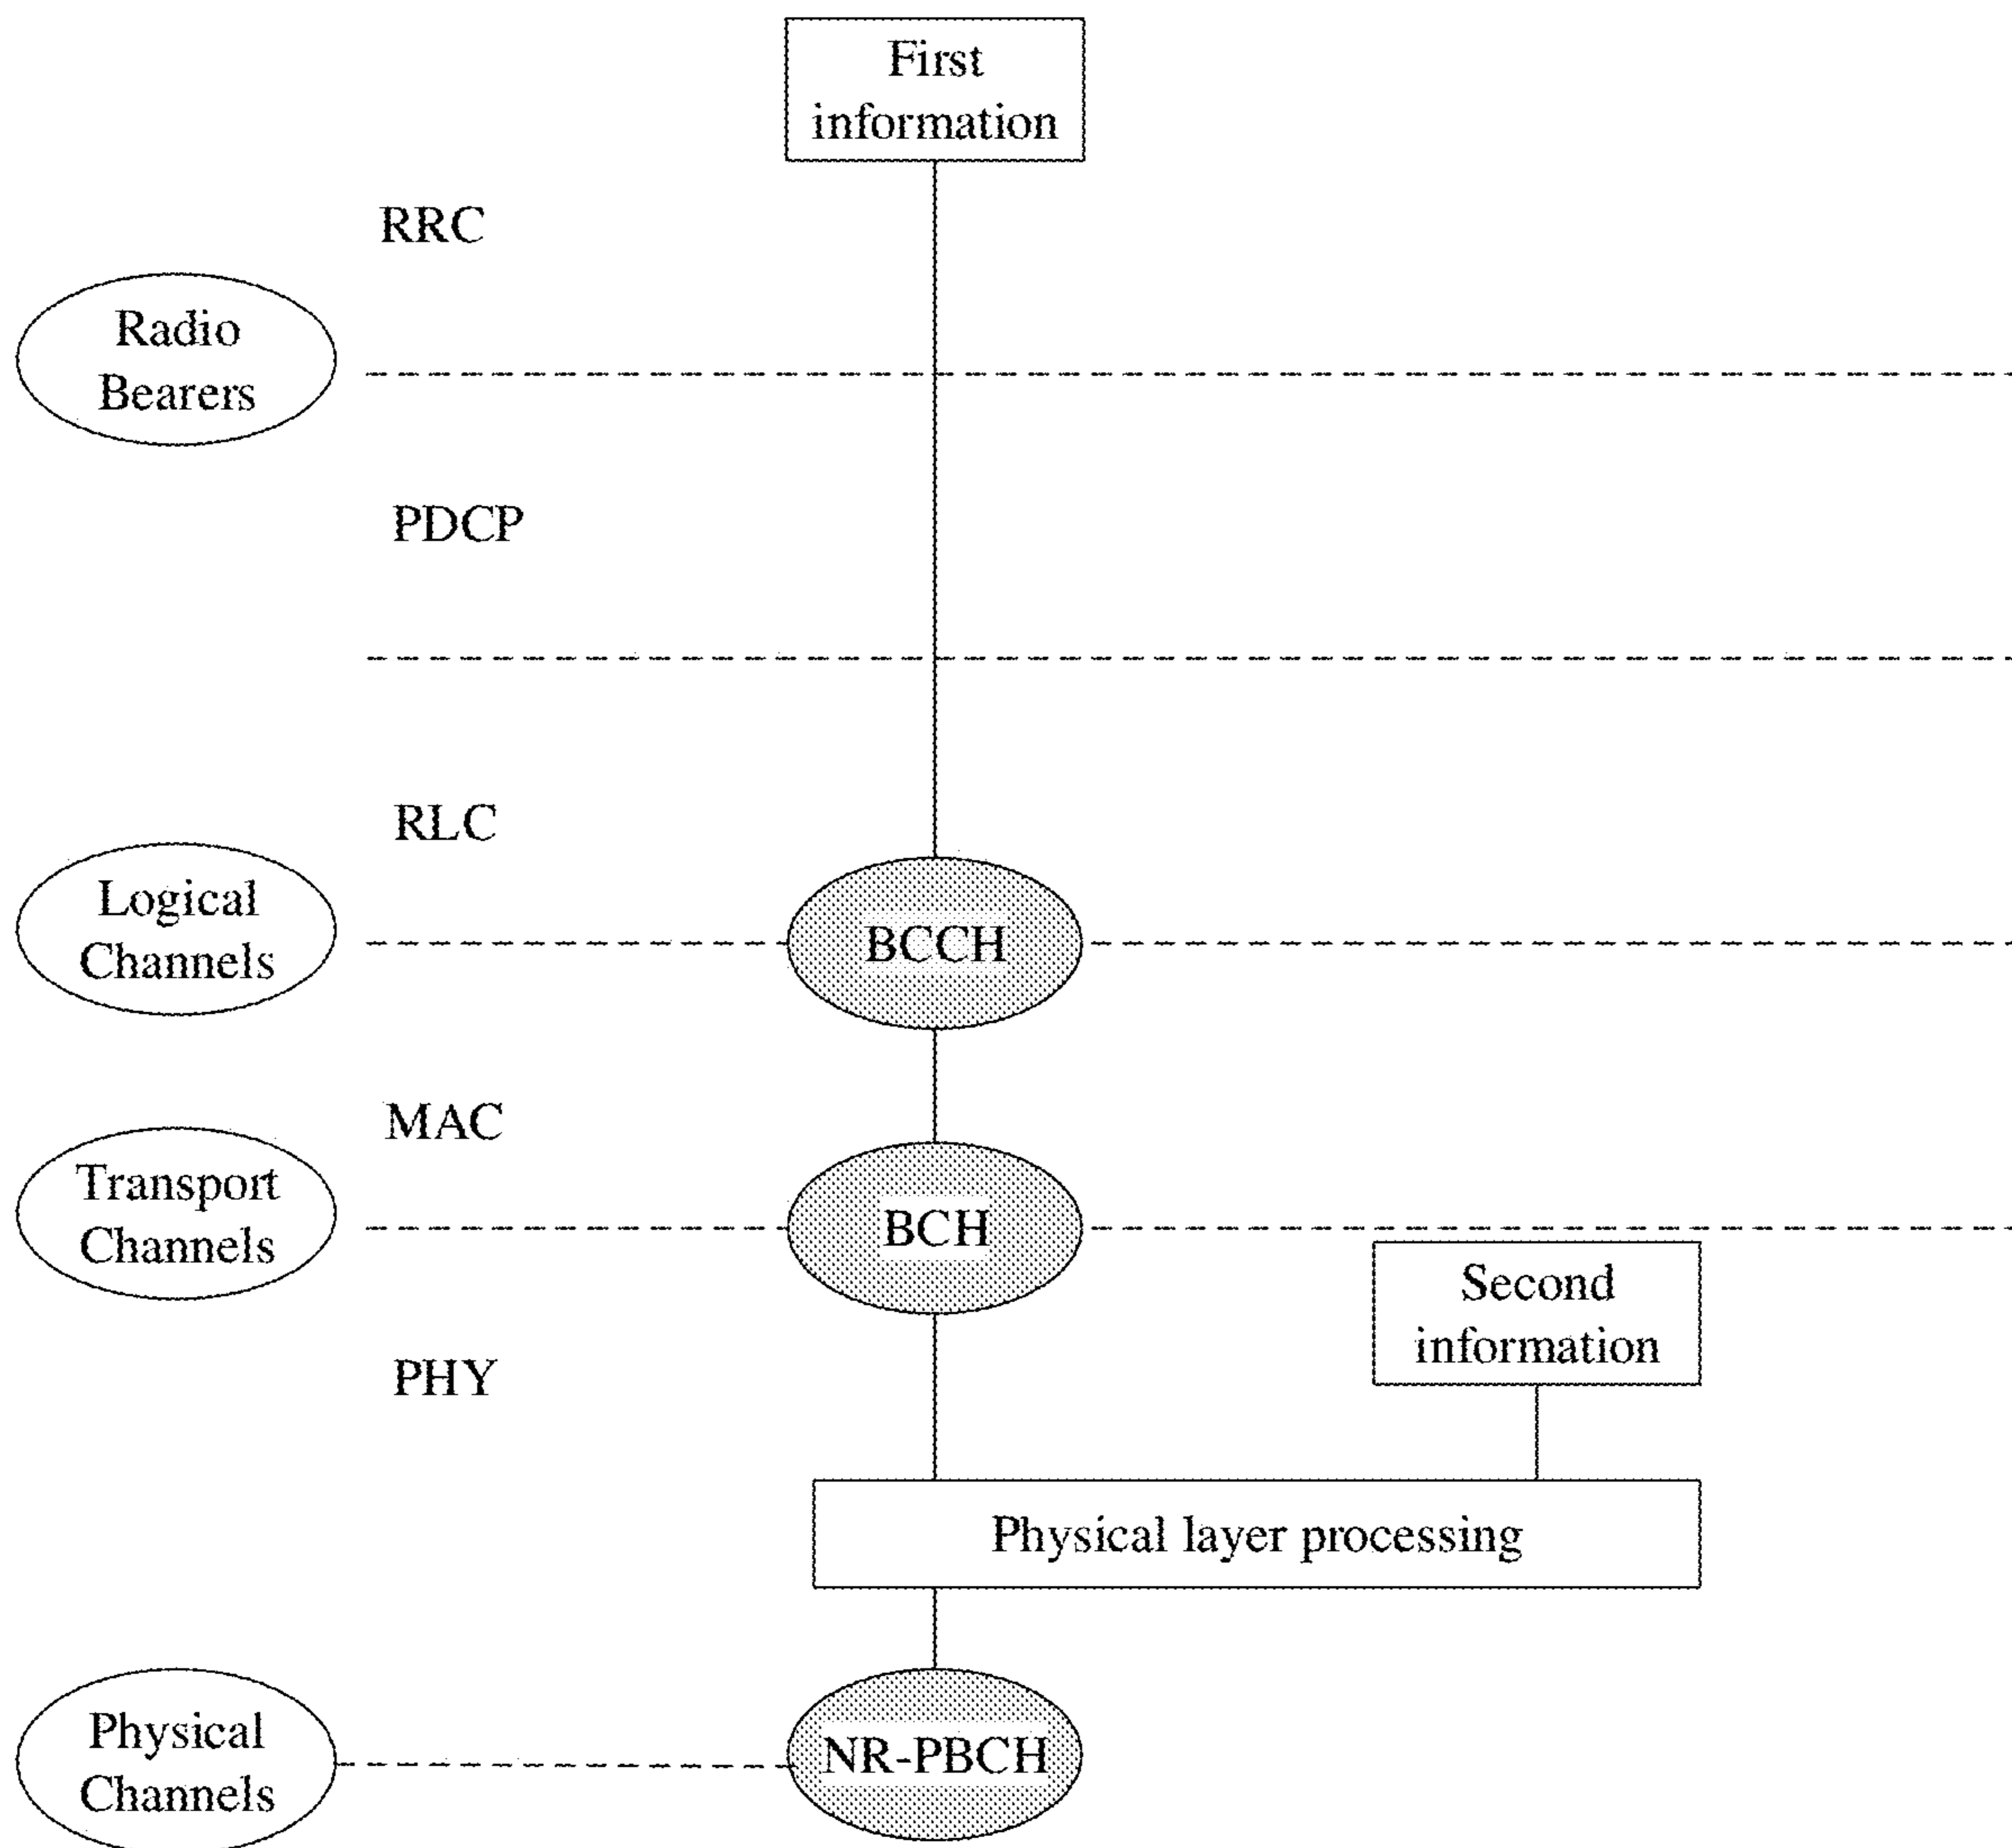 First
information
RRC
Radio
Bearers
PDCP
RLC
Logical
Channels
BCCH
MAC
Transport
Channels
BCH
Second
information
PHY
Physical layer processing
Physical
Channels
NR-PBCH